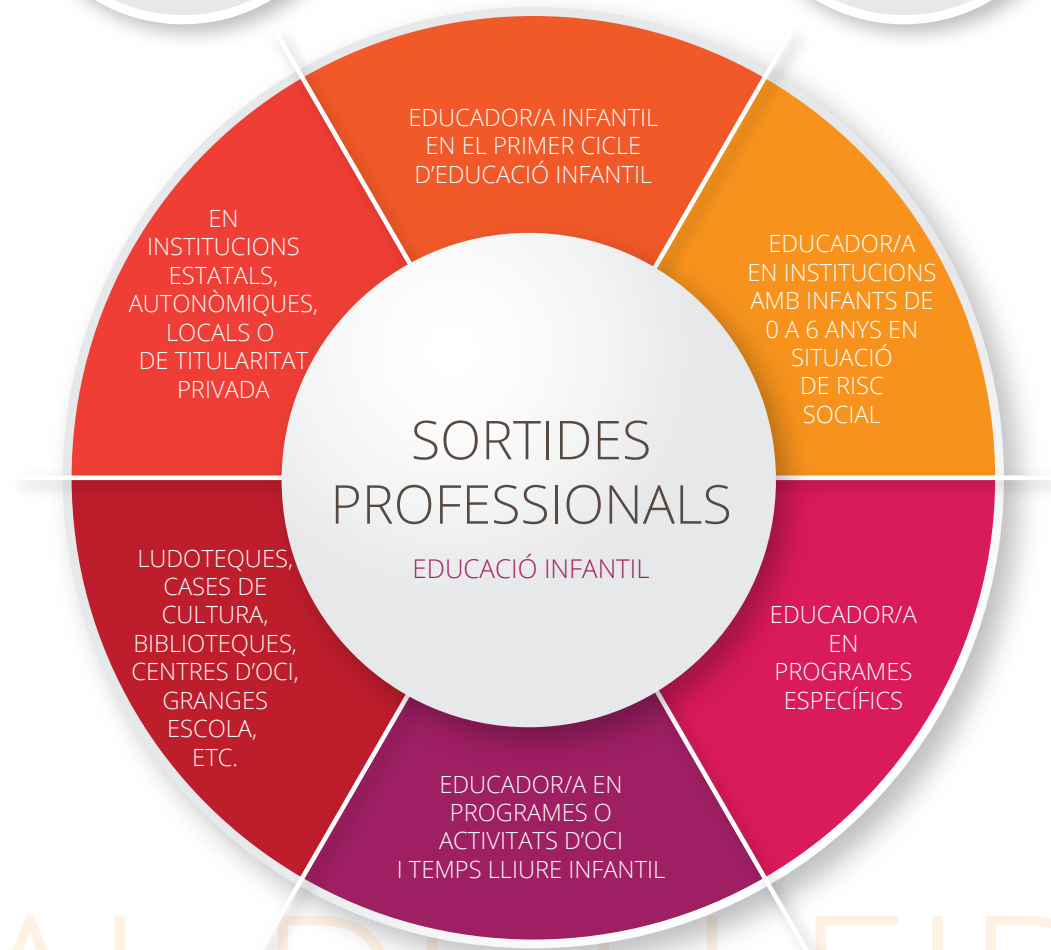 SORTIDES
PROFESSIONALS
EDUCACIÓ INFANTIL
EDUCADOR/A INFANTIL
EN EL PRIMER CICLE
D’EDUCACIÓ INFANTIL
EDUCADOR/A
EN INSTITUCIONS
AMB INFANTS DE
0 A 6 ANYS EN
SITUACIÓ
DE RISC
SOCIAL
EDUCADOR/A
EN
PROGRAMES
ESPECÍFICS
EDUCADOR/A EN
PROGRAMES O
ACTIVITATS D’OCI
I TEMPS LLIURE INFANTIL
LUDOTEQUES,
CASES DE
CULTURA,
BIBLIOTEQUES,
CENTRES D’OCI,
GRANGES
ESCOLA,
ETC.
EN
INSTITUCIONS
ESTATALS,
AUTONÒMIQUES,
LOCALS O
DE TITULARITAT
PRIVADA